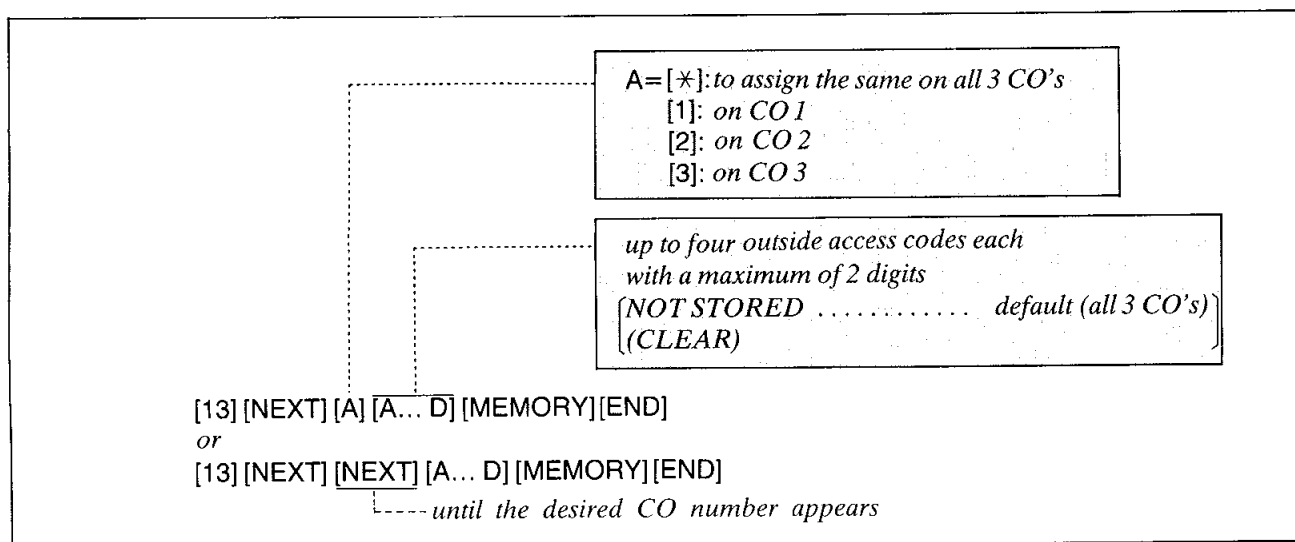 A=[✳]: to assign the same on all 3 CO's
[1]: on CO 1
[2]: on CO 2
[3]: on CO 3
up to four outside access codes each
with a maximum of 2 digits
NOT STORED ............ default (all 3 CO's)
(CLEAR)
[13] [NEXT] [A] [A... D] [MEMORY] [END]
or
[13] [NEXT] [NEXT] [A... D] [MEMORY] [END]
until the desired CO number appears